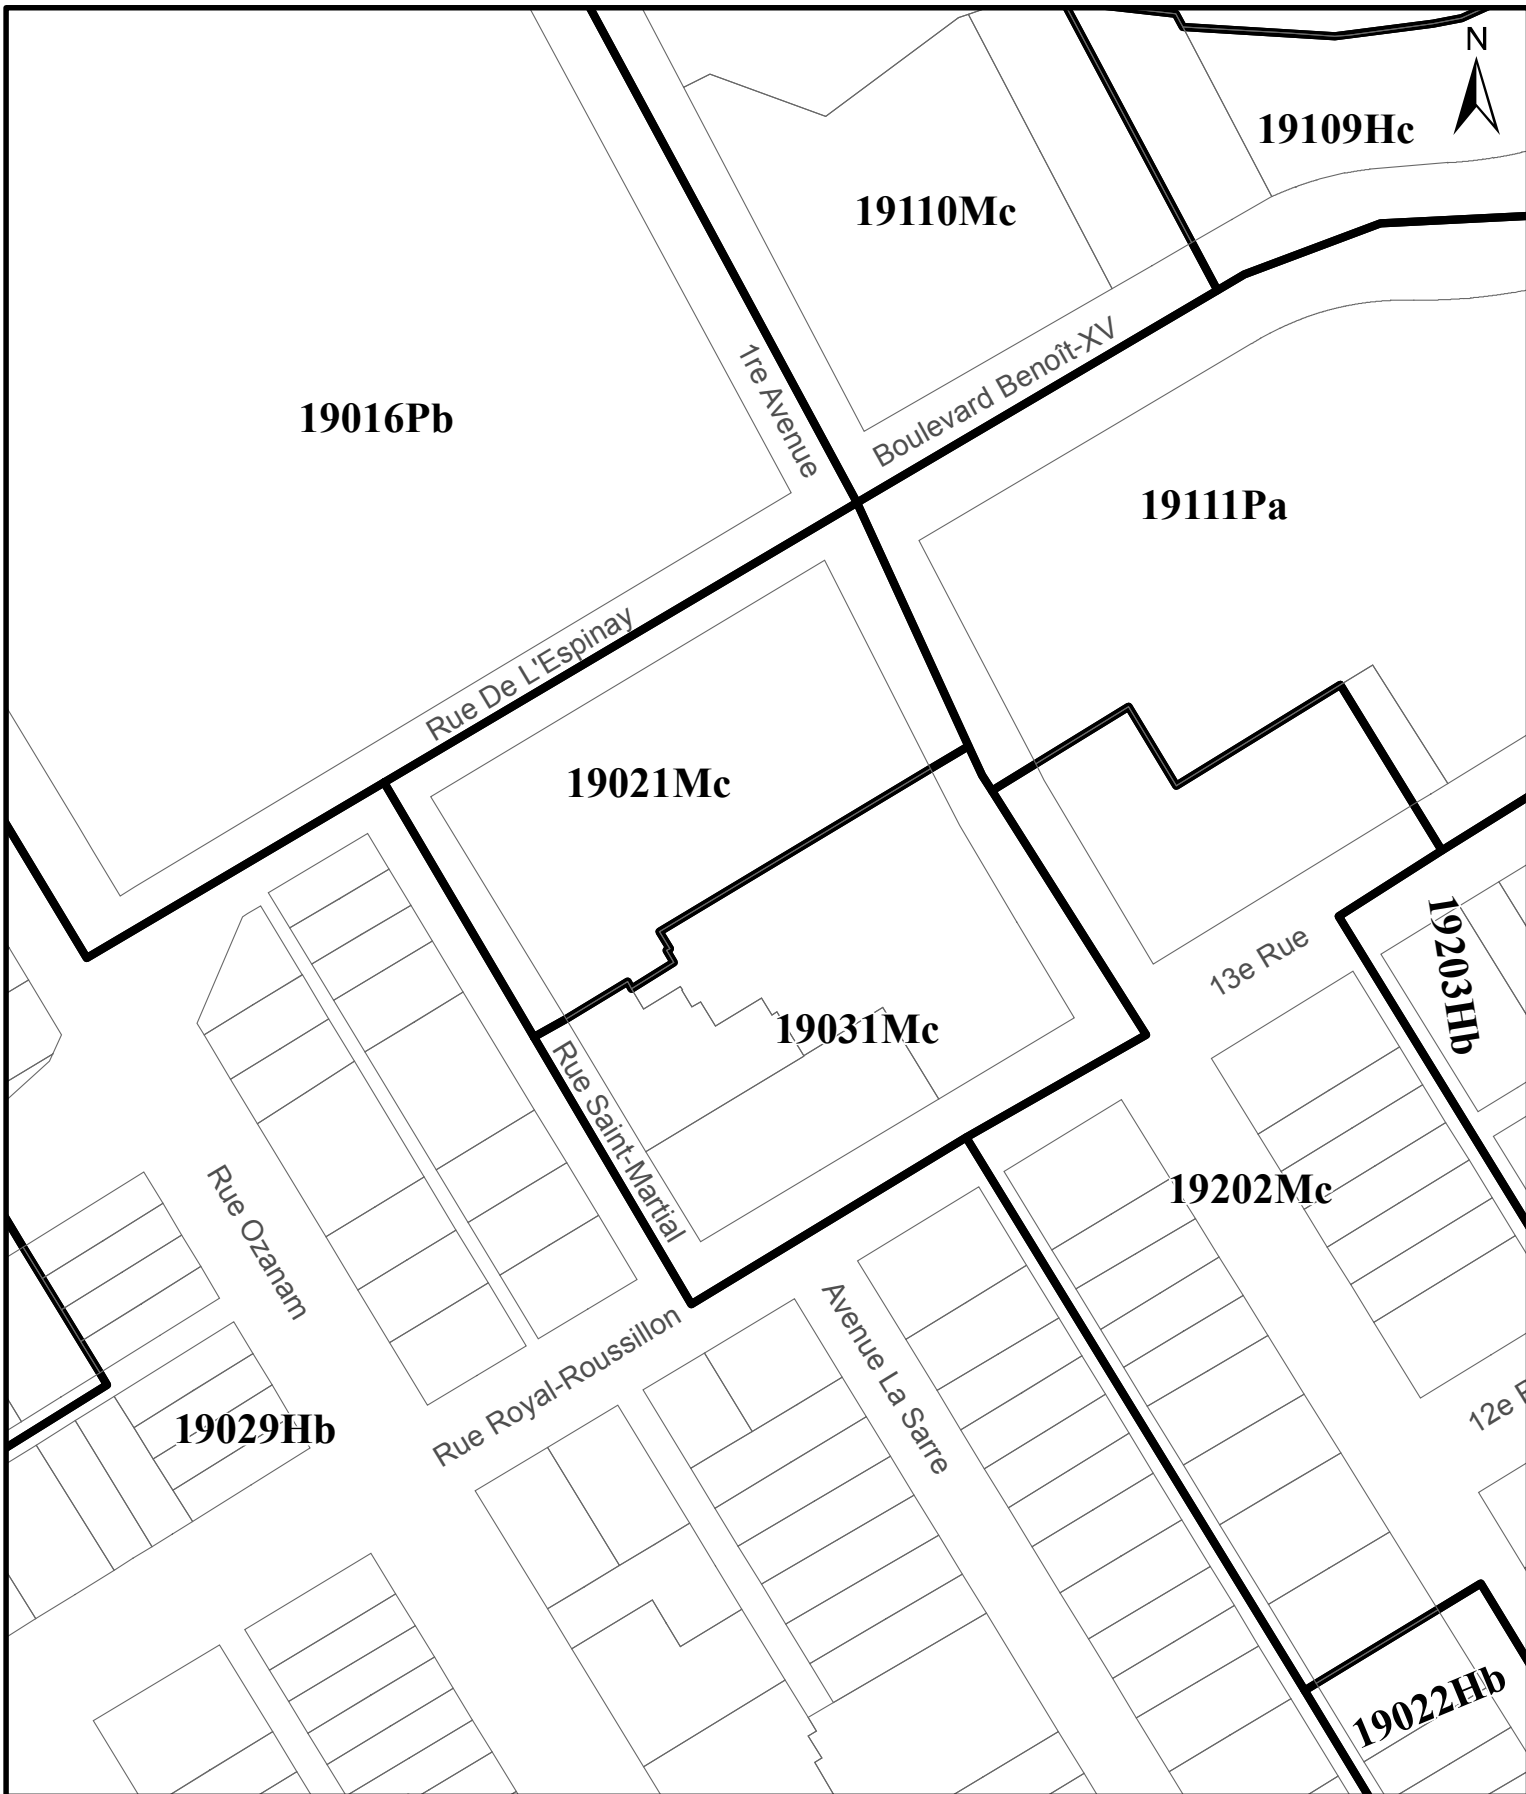 N
19109Hc
19110Mc
1re Avenue
Boulevard Benoît-XV
19016Pb
19111Pa
Rue De L'Espinay
19021Mc
19203Hb
13e Rue
19031Mc
Rue Saint-Martial
19202Mc
Rue Ozanam
Avenue La Sarre
Rue Royal-Roussillon
19029Hb
12e
19022Hb